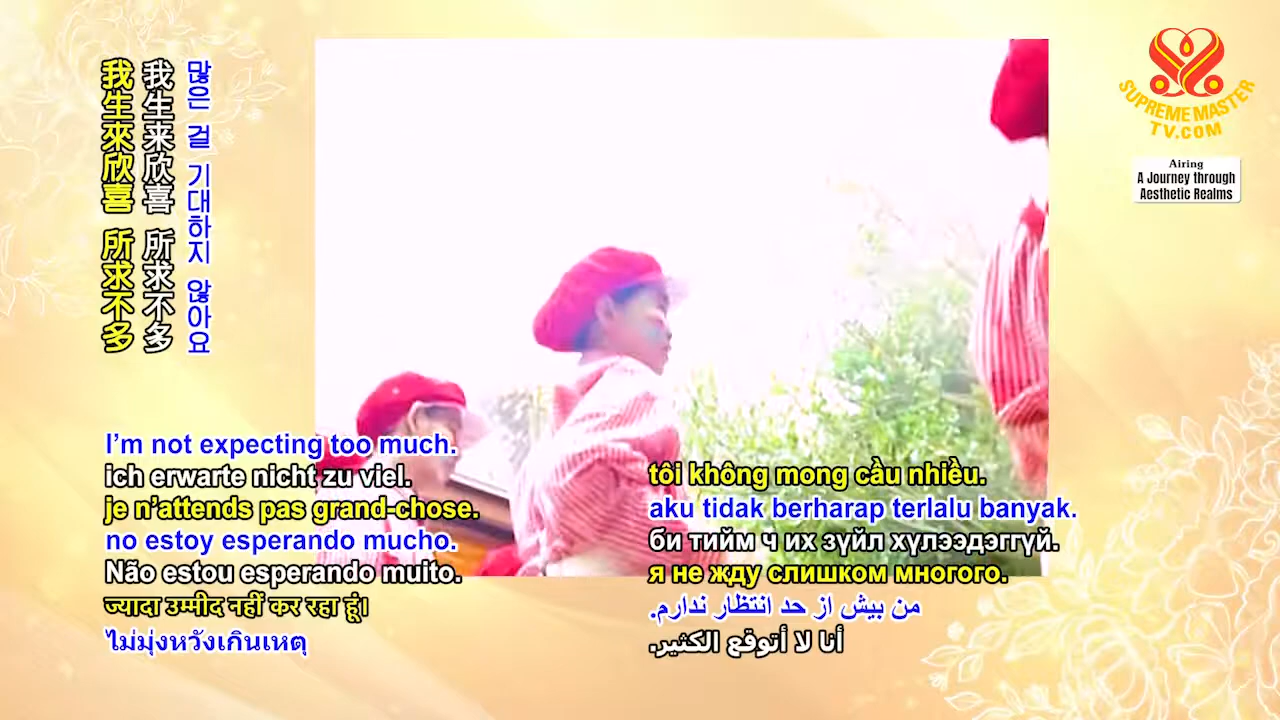 我生來欣喜 所求不多
我生来欣喜 所求不多
많은 걸 기대하지 않아요
SUPREME MASTER
TV.COM
Airing
A Journey through
Aesthetic Realms
I'm not expecting too much.
ich erwarte nicht zu viel.
je n'attends pas grand-chose.
no estoy esperando mucho.
Não estou esperando muito.
ज्यादा उम्मीद नहीं कर रहा हूं।
ไม่มุ่งหวังเกินเหตุ
tôi không mong cầu nhiều.
aku tidak berharap terlalu banyak.
би тийм ч их зүйл хүлээдэггүй.
я не жду слишком многого.
من بیش از حد انتظار ندارم.
أنا لا أتوقع الكثير.